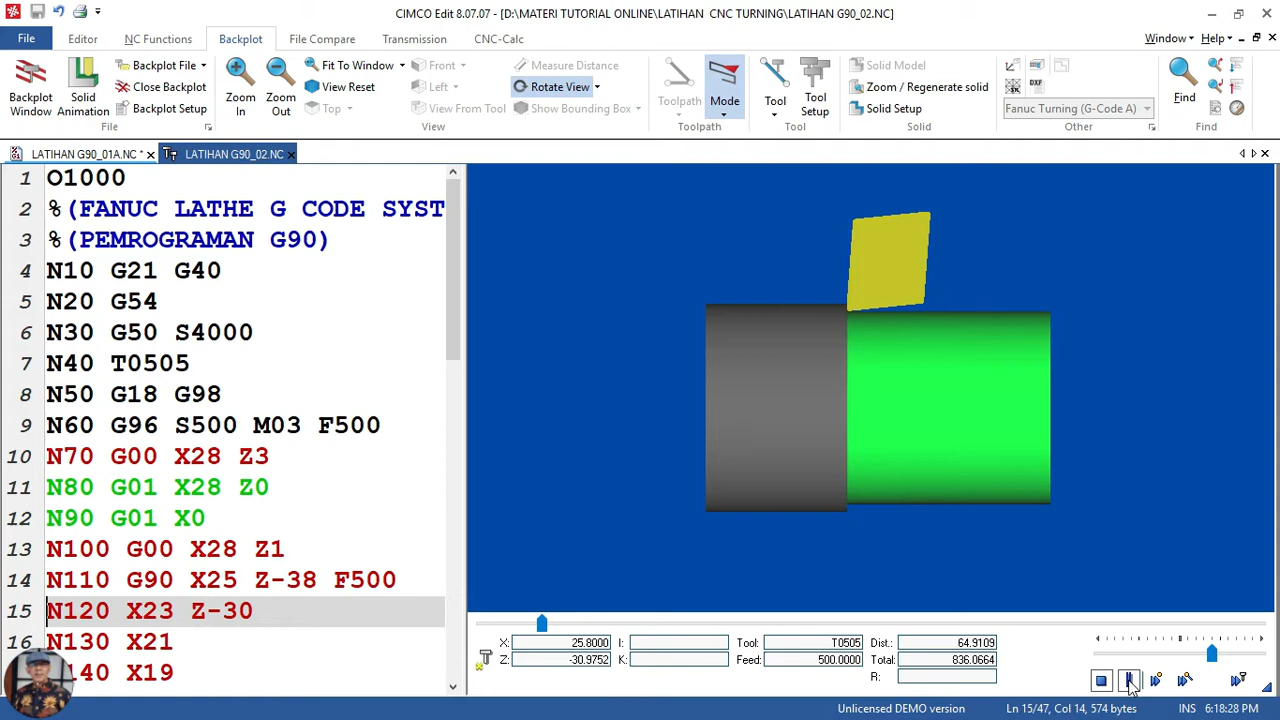 CIMCO Edit 8.07.07 - [D:\MATERI TUTORIAL ONLINE\LATIHAN CNC TURNING\LATIHAN G90_02.NC]
File Editor NC Functions Backplot File Compare Transmission CNC-Calc Window Help
Backplot Window
Solid Animation
Backplot File
Close Backplot
Backplot Setup
File
Zoom In
Zoom Out
Fit To Window
View Reset
Top
Front
Left
View From Tool
Rotate View
Measure Distance
Show Bounding Box
View
Toolpath
Mode
Toolpath
Tool
Tool Setup
Tool
Solid Model
Zoom / Regenerate solid
Solid Setup
Solid
DXF
Fanuc Turning (G-Code A)
Other
Find
Find
LATIHAN G90_01A.NC * LATIHAN G90_02.NC
1 O1000
2 %(FANUC LATHE G CODE SYST
3 %(PEMROGRAMAN G90)
4 N10 G21 G40
5 N20 G54
6 N30 G50 S4000
7 N40 T0505
8 N50 G18 G98
9 N60 G96 S500 M03 F500
10 N70 G00 X28 Z3
11 N80 G01 X28 Z0
12 N90 G01 X0
13 N100 G00 X28 Z1
14 N110 G90 X25 Z-38 F500
15 N120 X23 Z-30
16 N130 X21
140 X19
X: 25.8000 I: Tool: T0505 Dist.: 64.9109
Z: -30.9752 K: Feed: 500.0000 Total: 836.0664
R:
Unlicensed DEMO version Ln 15/47, Col 14, 574 bytes INS 6:18:28 PM